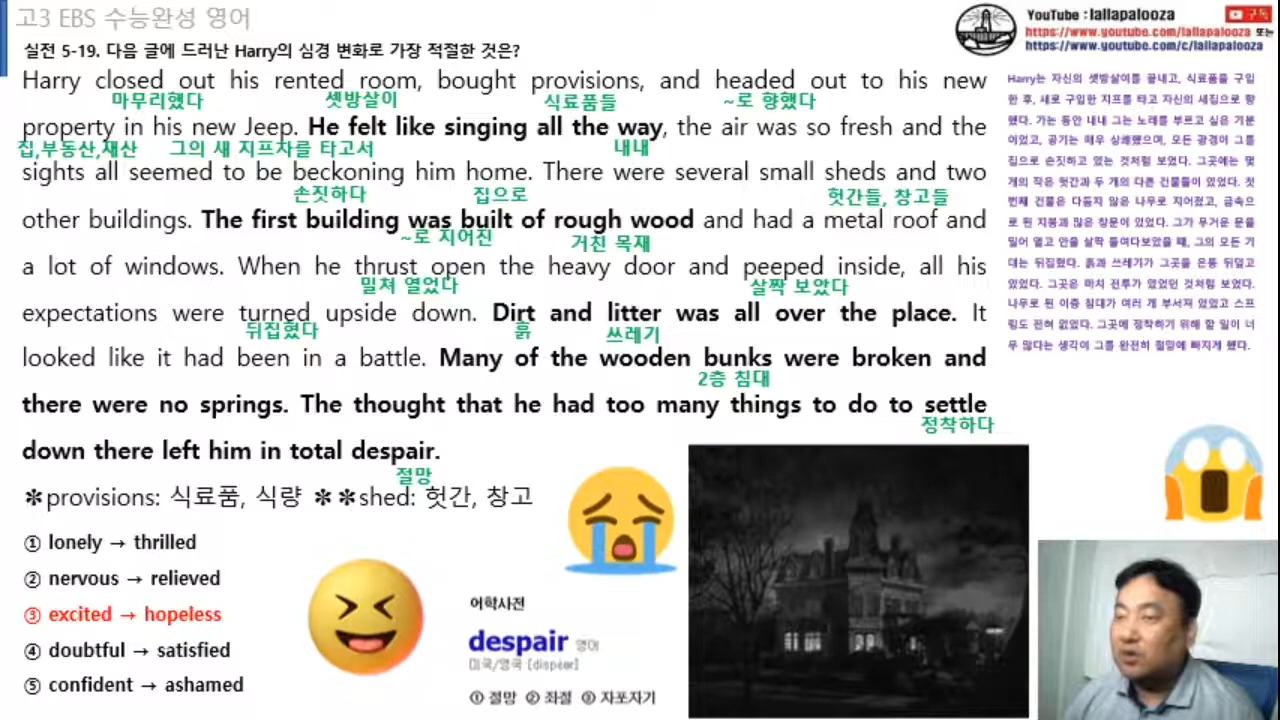 고3 EBS 수능완성 영어
YouTube : lallapalooza
구독
https://www.youtube.com/lallapalooza 또는
https://www.youtube.com/c/lallapalooza
실전 5-19. 다음 글에 드러난 Harry의 심경 변화로 가장 적절한 것은?
Harry closed out his rented room, bought provisions, and headed out to his new
마무리했다 셋방살이 식료품들 ~로 향했다
property in his new Jeep. He felt like singing all the way, the air was so fresh and the
집,부동산,재산 그의 새 지프차를 타고서 내내
sights all seemed to be beckoning him home. There were several small sheds and two
손짓하다 집으로 헛간들, 창고들
other buildings. The first building was built of rough wood and had a metal roof and
~로 지어진 거친 목재
a lot of windows. When he thrust open the heavy door and peeped inside, all his
밀쳐 열었다 살짝 보았다
expectations were turned upside down. Dirt and litter was all over the place. It
뒤집혔다 흙 쓰레기
looked like it had been in a battle. Many of the wooden bunks were broken and
2층 침대
there were no springs. The thought that he had too many things to do to settle
정착하다
down there left him in total despair.
절망
✻provisions: 식료품, 식량 ✻✻shed: 헛간, 창고
① lonely → thrilled
② nervous → relieved
③ excited → hopeless
④ doubtful → satisfied
⑤ confident → ashamed
어학사전
despair 영어
미국/영국 [dispéər]
① 절망 ② 좌절 ③ 자포자기
Harry는 자신의 셋방살이를 끝내고, 식료품을 구입
한 후, 새로 구입한 지프를 타고 자신의 새집으로 향
했다. 가는 동안 내내 그는 노래를 부르고 싶은 기분
이었고, 공기는 매우 상쾌했으며, 모든 광경이 그를
집으로 손짓하고 있는 것처럼 보였다. 그곳에는 몇
개의 작은 헛간과 두 개의 다른 건물들이 있었다. 첫
번째 건물은 다듬지 않은 나무로 지어졌고, 금속으
로 된 지붕과 많은 창문이 있었다. 그가 무거운 문을
밀어 열고 안을 살짝 들여다보았을 때, 그의 모든 기
대는 뒤집혔다. 흙과 쓰레기가 그곳을 온통 뒤덮고
있었다. 그곳은 마치 전투가 있었던 것처럼 보였다.
나무로 된 이층 침대가 여러 개 부서져 있었고 스프
링도 전혀 없었다. 그곳에 정착하기 위해 할 일이 너
무 많다는 생각이 그를 완전히 절망에 빠지게 했다.